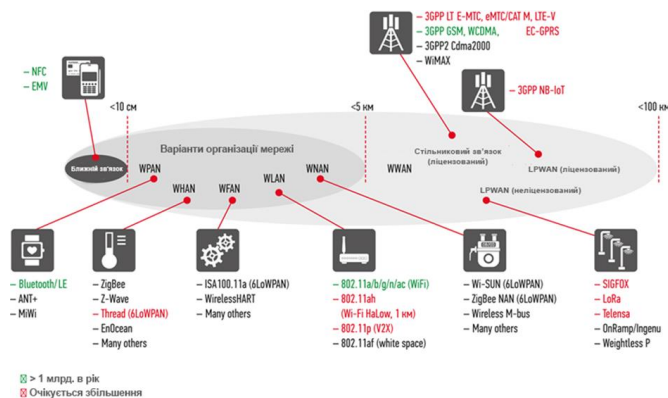 – 3GPP LT E-MTC, eMTC/CAT M, LTE-V
– 3GPP GSM, WCDMA, EC-GPRS
– 3GPP2 Cdma2000
– WiMAX
– NFC
– EMV
– 3GPP NB-IoT
<10 см
<5 км
<100 км
Варіанти організації мережі
Стільниковий зв'язок
(ліцензований)
Ближній зв'язок
WPAN
WHAN
WFAN
WLAN
WNAN
WWAN
LPWAN (ліцензований)
LPWAN (неліцензований)
– Bluetooth/LE
– ANT+
– MiWi
– ZigBee
– Z-Wave
– Thread (6LoWPAN)
– EnOcean
– Many others
– ISA100.11a (6LoWPAN)
– WirelessHART
– Many others
– 802.11a/b/g/n/ac (WiFi)
– 802.11ah
(Wi-Fi HaLow, 1 км)
– 802.11p (V2X)
– 802.11af (white space)
– Wi-SUN (6LoWPAN)
– ZigBee NAN (6LoWPAN)
– Wireless M-bus
– Many others
– SIGFOX
– LoRa
– Telensa
– OnRamp/Ingenu
– Weightless P
> 1 млрд. в рік
Очікується збільшення